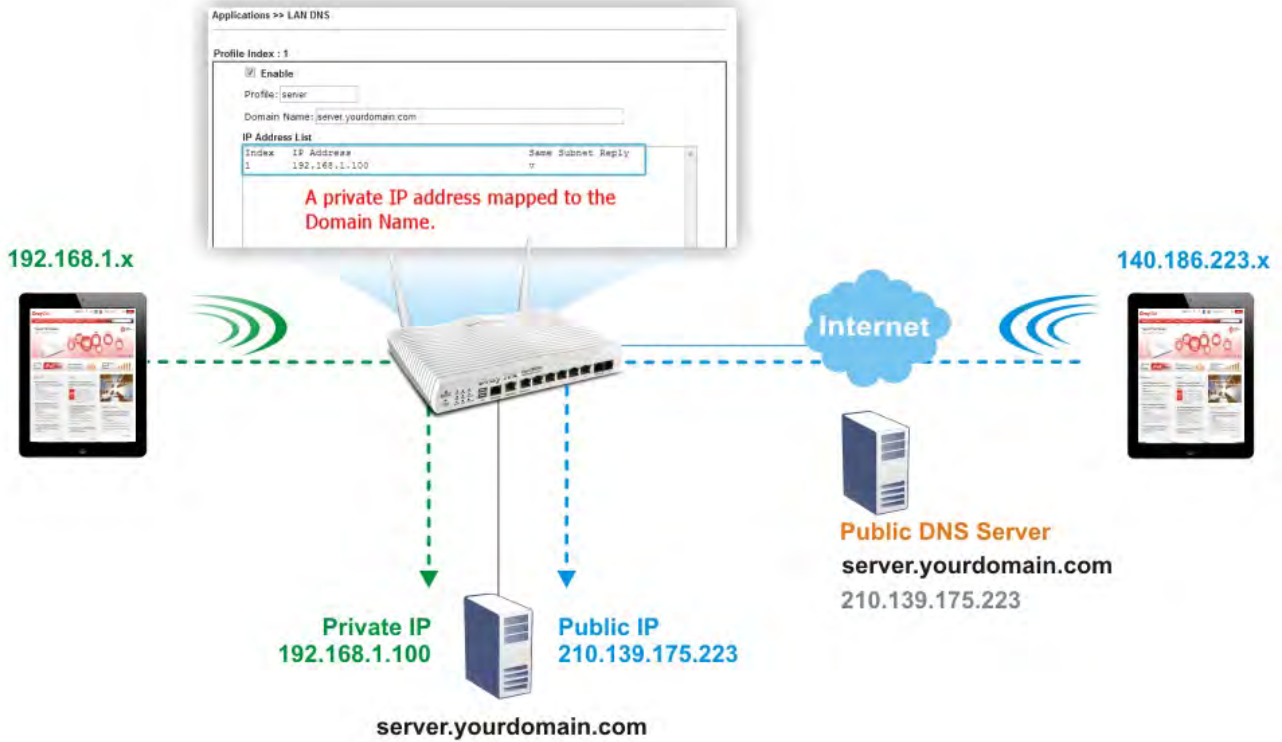 Applications >> LAN DNS
Profile Index : 1
Enable
Profile: server
Domain Name: server.yourdomain.com
IP Address List
Index IP Address Same Subnet Reply
1 192.168.1.100 v
A private IP address mapped to the
Domain Name.
192.168.1.x
140.186.223.x
Internet
Public DNS Server
server.yourdomain.com
210.139.175.223
Private IP
192.168.1.100
Public IP
210.139.175.223
server.yourdomain.com